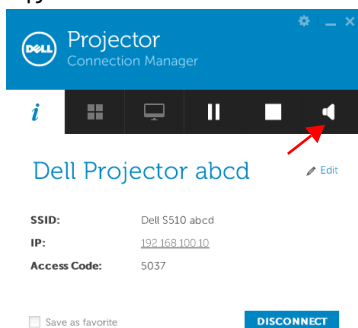 DELL
Projector
Connection Manager
i
Dell Projector abcd
Edit
SSID: Dell S510 abcd
IP: 192.168.100.10
Access Code: 5037
Save as favorite
DISCONNECT